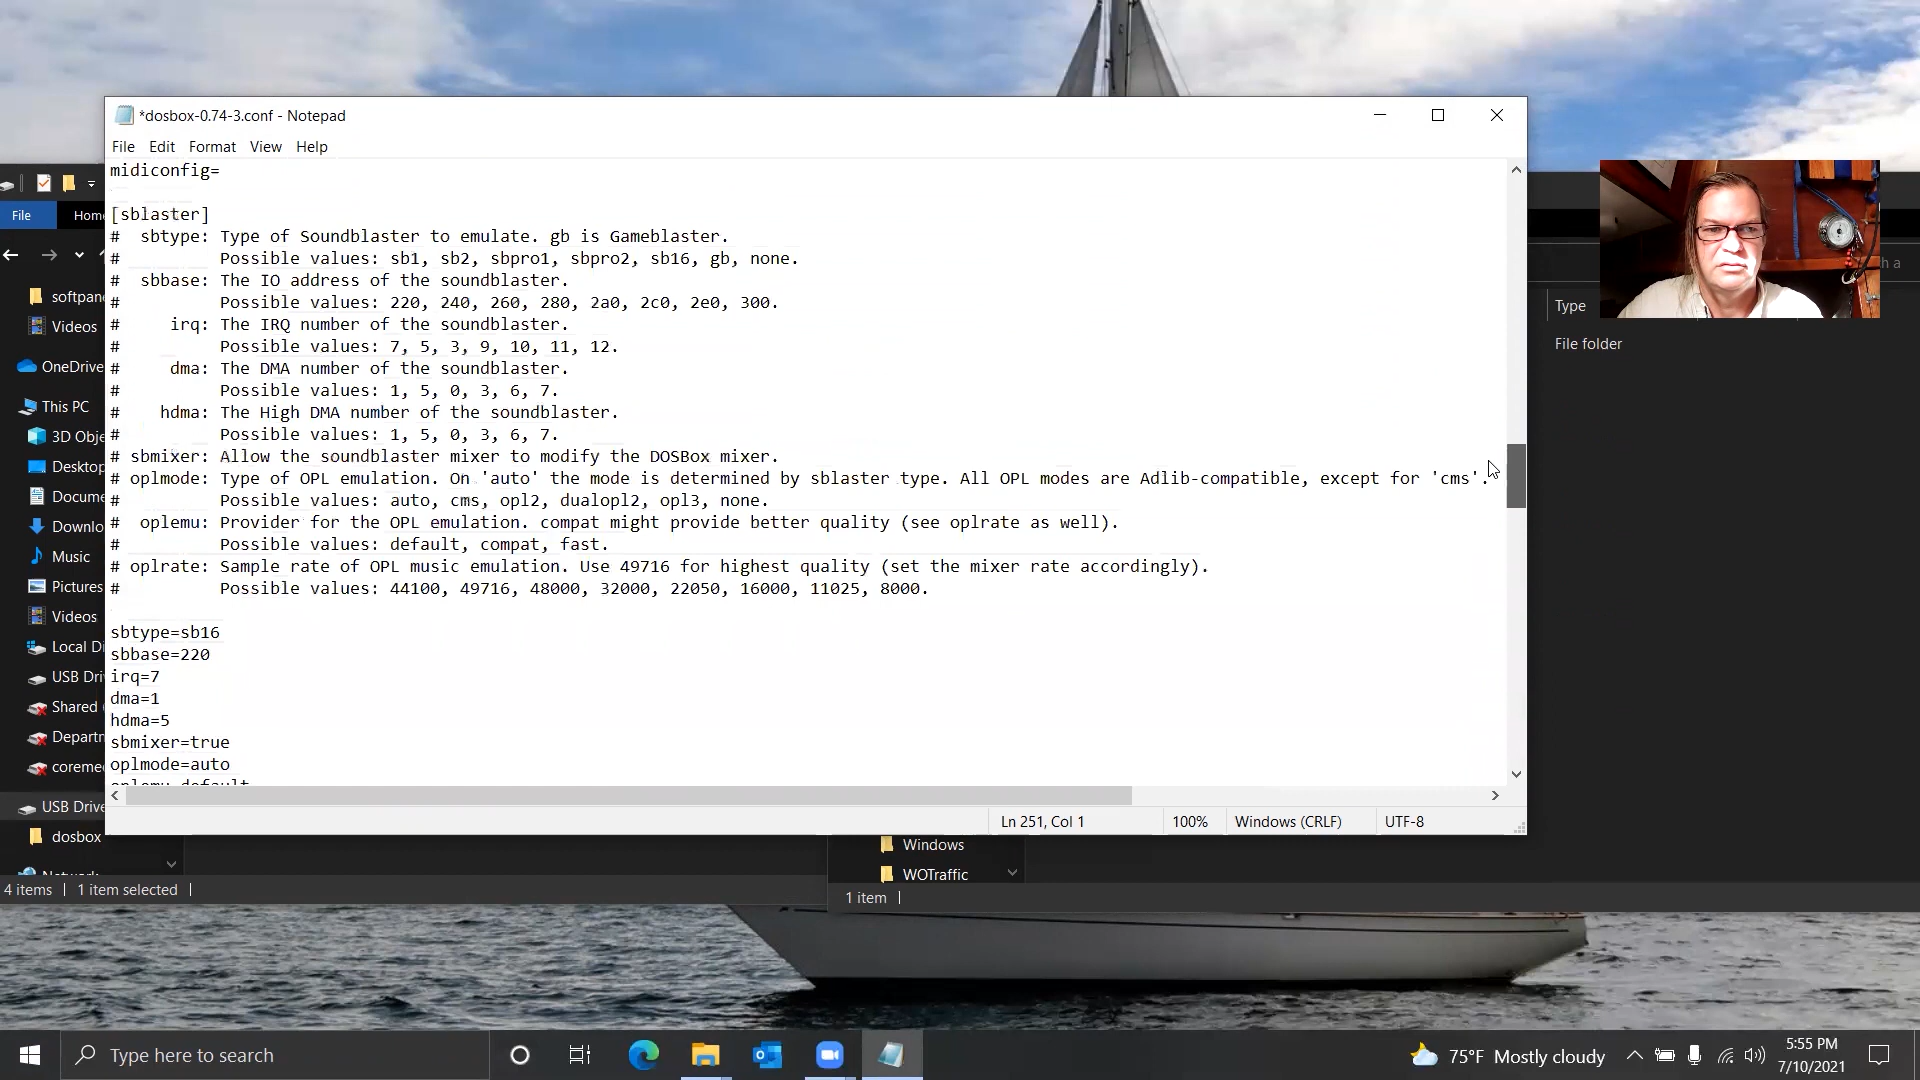 *dosbox-0.74-3.conf - Notepad
File Edit Format View Help
midiconfig=
[sblaster]
# sbtype: Type of Soundblaster to emulate. gb is Gameblaster.
# Possible values: sb1, sb2, sbpro1, sbpro2, sb16, gb, none.
# sbbase: The IO address of the soundblaster.
# Possible values: 220, 240, 260, 280, 2a0, 2c0, 2e0, 300.
# irq: The IRQ number of the soundblaster.
# Possible values: 7, 5, 3, 9, 10, 11, 12.
# dma: The DMA number of the soundblaster.
# Possible values: 1, 5, 0, 3, 6, 7.
# hdma: The High DMA number of the soundblaster.
# Possible values: 1, 5, 0, 3, 6, 7.
# sbmixer: Allow the soundblaster mixer to modify the DOSBox mixer.
# oplmode: Type of OPL emulation. On 'auto' the mode is determined by sblaster type. All OPL modes are Adlib-compatible, except for 'cms'.
# Possible values: auto, cms, opl2, dualopl2, opl3, none.
# oplemu: Provider for the OPL emulation. compat might provide better quality (see oplrate as well).
# Possible values: default, compat, fast.
# oplrate: Sample rate of OPL music emulation. Use 49716 for highest quality (set the mixer rate accordingly).
# Possible values: 44100, 49716, 48000, 32000, 22050, 16000, 11025, 8000.
sbtype=sb16
sbbase=220
irq=7
dma=1
hdma=5
sbmixer=true
oplmode=auto
Ln 251, Col 1 100% Windows (CRLF) UTF-8
File Home
softpan
Videos
OneDrive
This PC
3D Obje
Desktop
Docume
Downlo
Music
Pictures
Videos
Local Di
USB Dri
Shared (
Departn
coremed
USB Drive
dosbox
4 items 1 item selected
Windows
WOTraffic
1 item
h a
Type
File folder
Type here to search
75°F Mostly cloudy
5:55 PM
7/10/2021